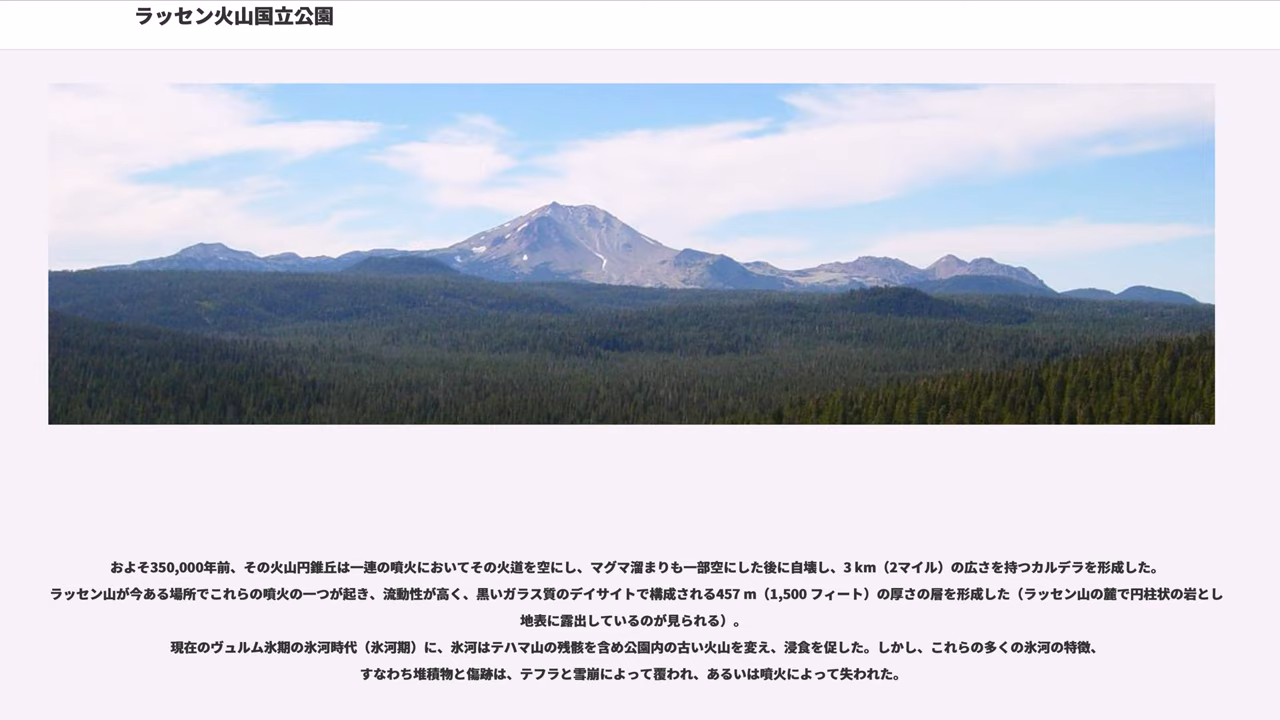 ラッセン火山国立公園
およそ350,000年前、その火山円錐丘は一連の噴火においてその火道を空にし、マグマ溜まりも一部空にした後に自壊し、3 km（2マイル）の広さを持つカルデラを形成した。
ラッセン山が今ある場所でこれらの噴火の一つが起き、流動性が高く、黒いガラス質のデイサイトで構成される457 m（1,500 フィート）の厚さの層を形成した（ラッセン山の麓で円柱状の岩とし
地表に露出しているのが見られる）。
現在のヴュルム氷期の氷河時代（氷河期）に、氷河はテハマ山の残骸を含め公園内の古い火山を変え、浸食を促した。しかし、これらの多くの氷河の特徴、
すなわち堆積物と傷跡は、テフラと雪崩によって覆われ、あるいは噴火によって失われた。